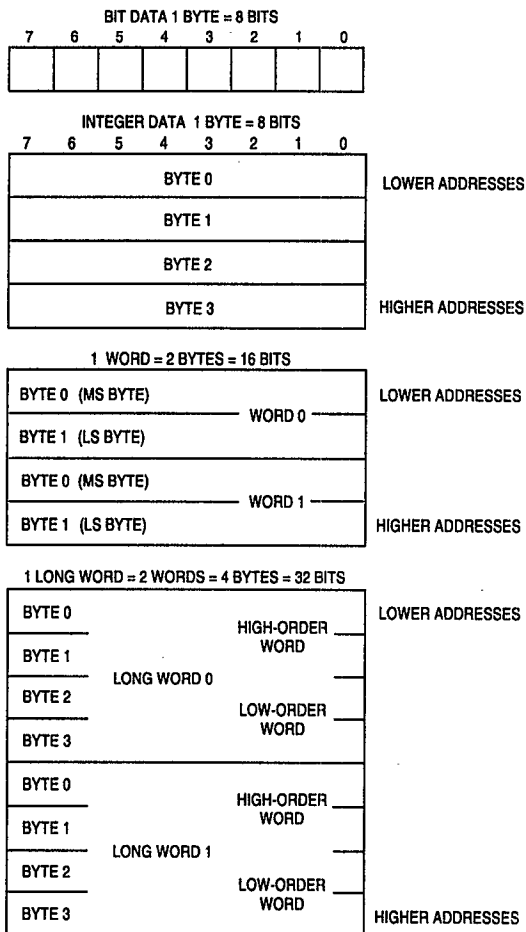 BIT DATA 1 BYTE = 8 BITS
7 6 5 4 3 2 1 0
INTEGER DATA 1 BYTE = 8 BITS
7 6 5 4 3 2 1 0
BYTE 0 LOWER ADDRESSES
BYTE 1
BYTE 2
BYTE 3 HIGHER ADDRESSES
1 WORD = 2 BYTES = 16 BITS
BYTE 0 (MS BYTE) LOWER ADDRESSES
WORD 0
BYTE 1 (LS BYTE)
BYTE 0 (MS BYTE)
WORD 1
BYTE 1 (LS BYTE) HIGHER ADDRESSES
1 LONG WORD = 2 WORDS = 4 BYTES = 32 BITS
BYTE 0 LOWER ADDRESSES
HIGH-ORDER
WORD
BYTE 1
LONG WORD 0
BYTE 2
LOW-ORDER
WORD
BYTE 3
BYTE 0
HIGH-ORDER
WORD
BYTE 1
LONG WORD 1
BYTE 2
LOW-ORDER
WORD
BYTE 3 HIGHER ADDRESSES